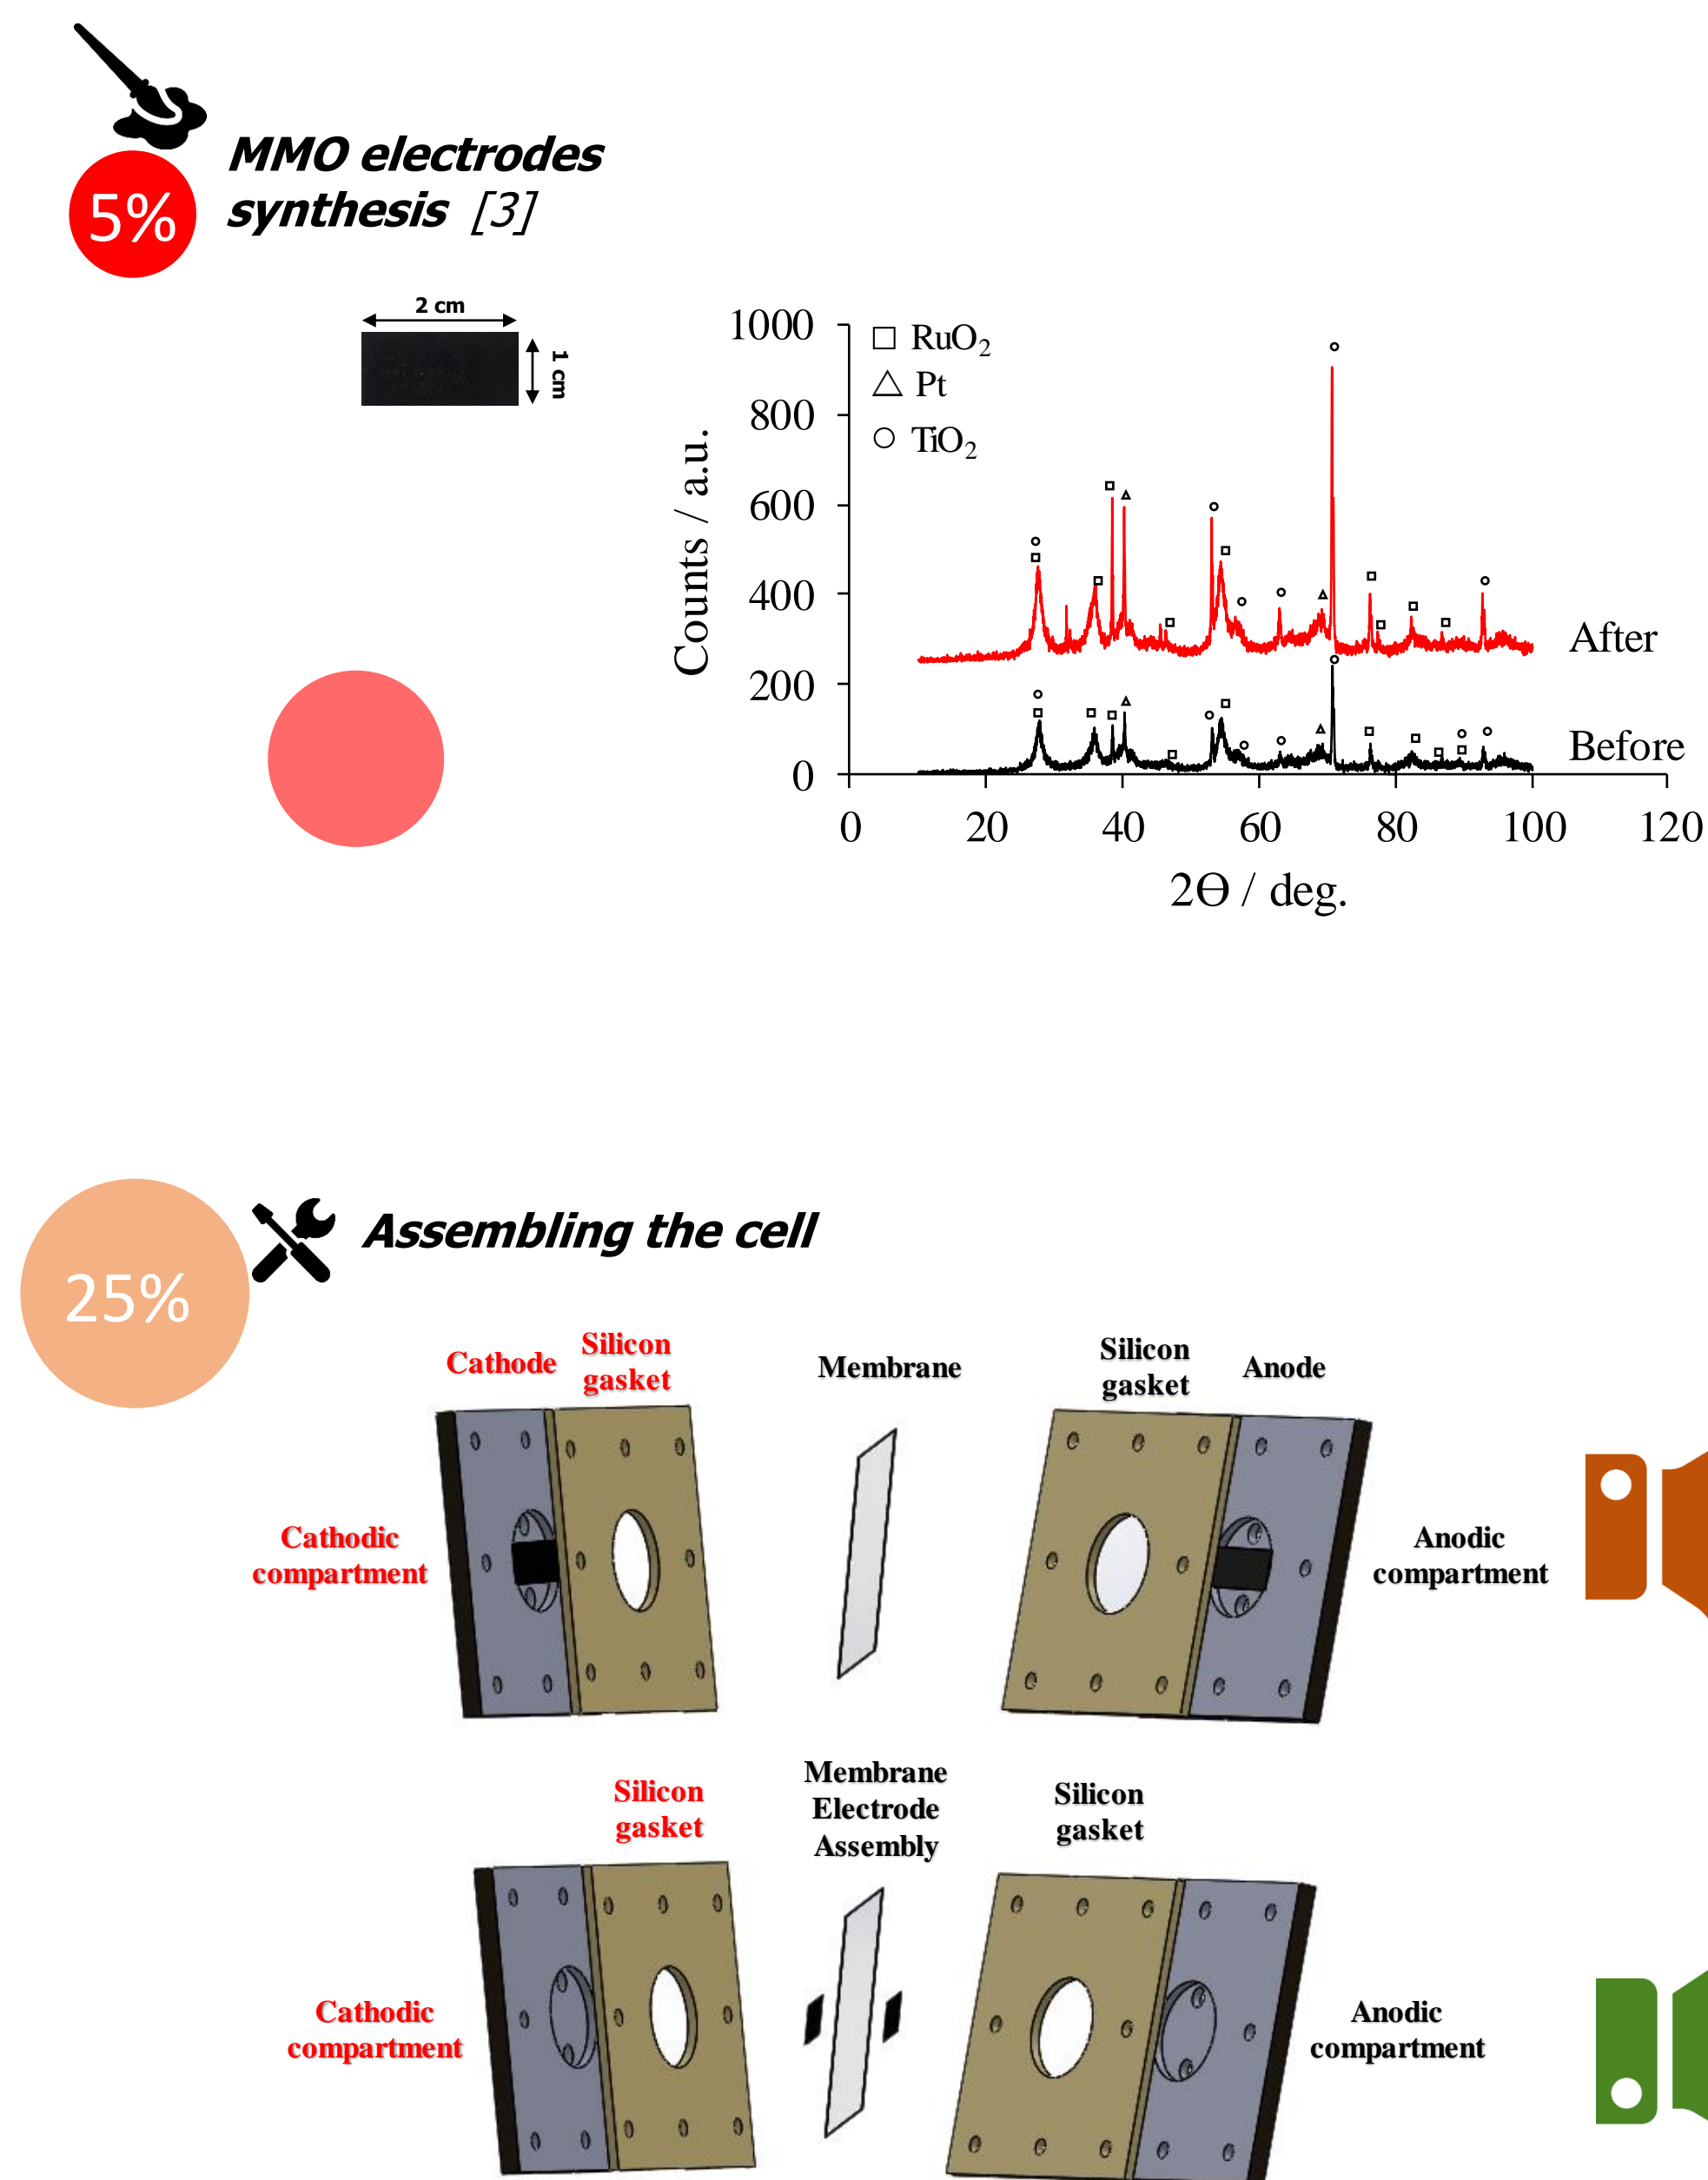 MMO electrodes
synthesis [3]
5%
2 cm
1 cm
1000
800
600
400
200
0
Counts / a.u.
RuO₂
Pt
TiO₂
After
Before
0 20 40 60 80 100 120
2Θ / deg.
25%
Assembling the cell
Cathode
Silicon
gasket
Membrane
Silicon
gasket
Anode
Cathodic
compartment
Anodic
compartment
Silicon
gasket
Membrane
Electrode
Assembly
Silicon
gasket
Cathodic
compartment
Anodic
compartment